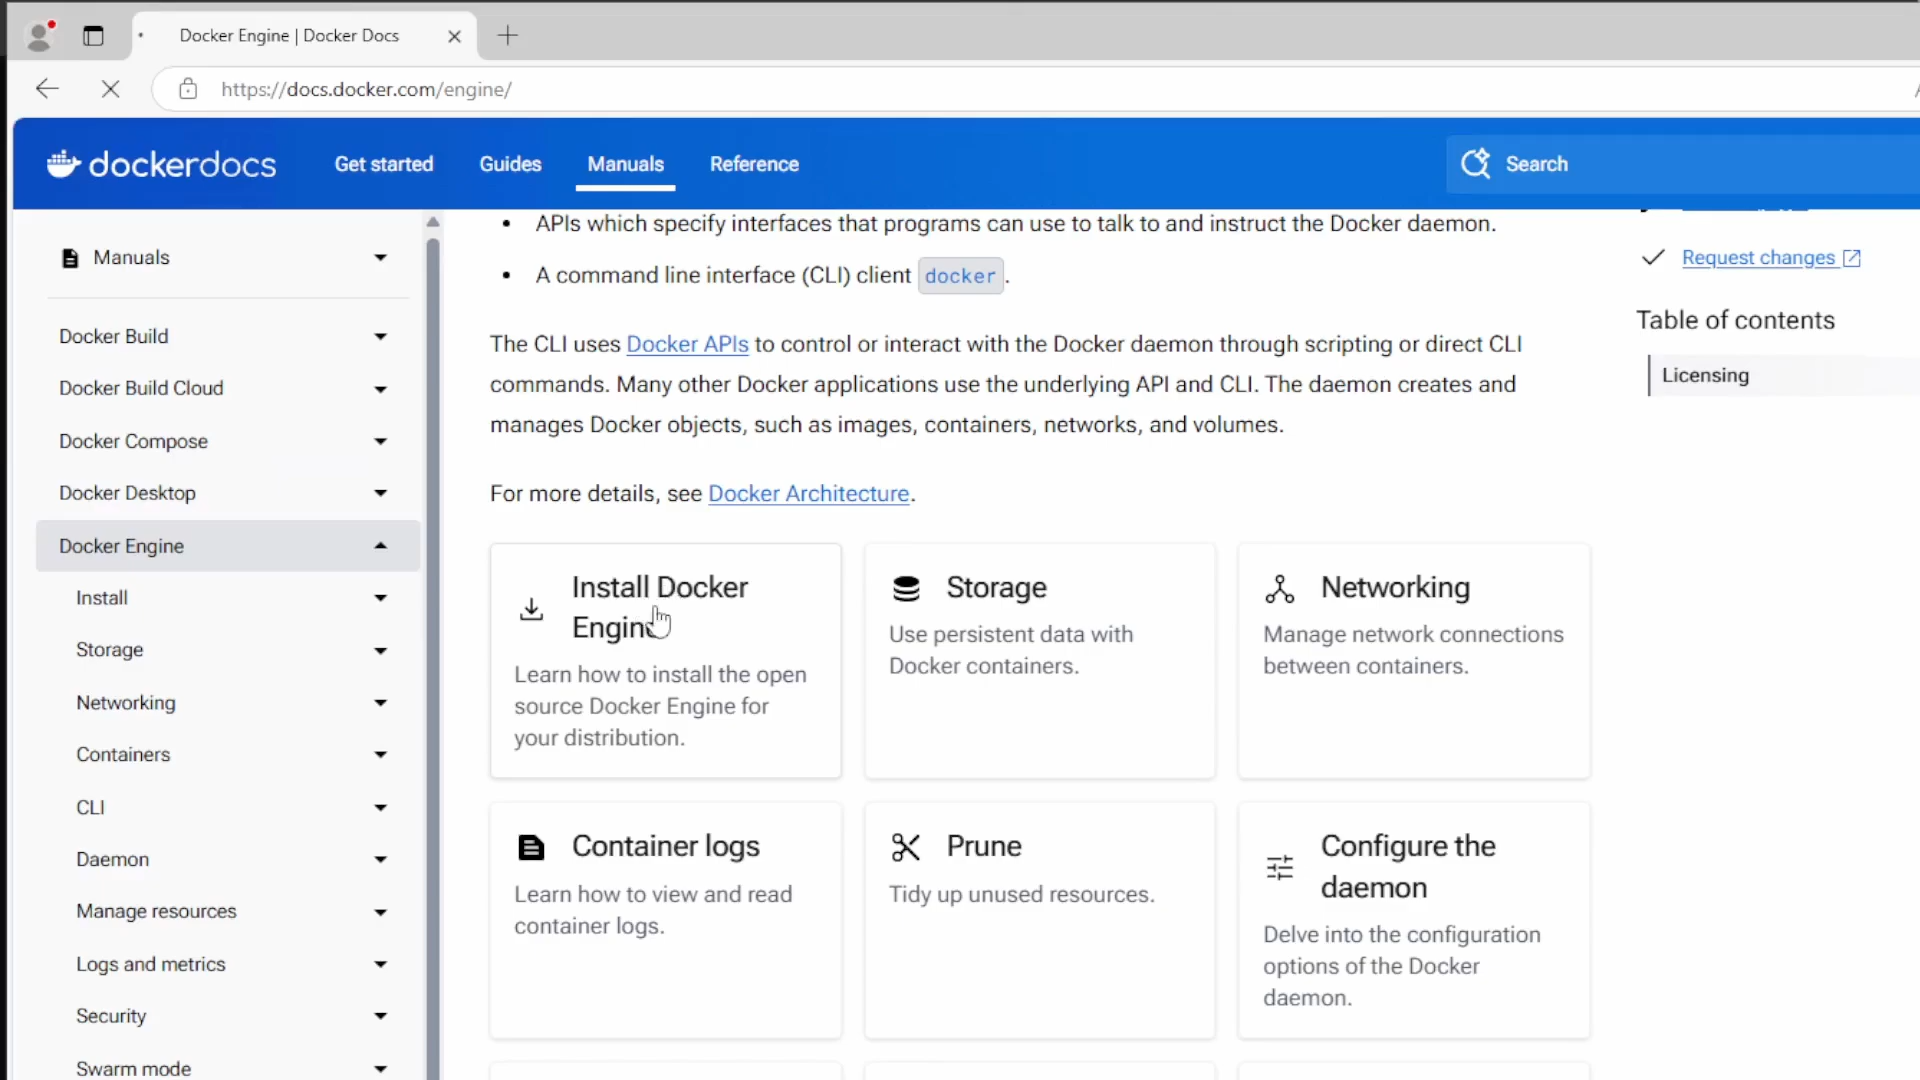 Docker Engine | Docker Docs
https://docs.docker.com/engine/
dockerdocs
Get started
Guides
Manuals
Reference
Search
Manuals
Docker Build
Docker Build Cloud
Docker Compose
Docker Desktop
Docker Engine
Install
Storage
Networking
Containers
CLI
Daemon
Manage resources
Logs and metrics
Security
Swarm mode
• APIs which specify interfaces that programs can use to talk to and instruct the Docker daemon.
• A command line interface (CLI) client docker.
The CLI uses Docker APIs to control or interact with the Docker daemon through scripting or direct CLI
commands. Many other Docker applications use the underlying API and CLI. The daemon creates and
manages Docker objects, such as images, containers, networks, and volumes.
For more details, see Docker Architecture.
Install Docker
Engine
Learn how to install the open
source Docker Engine for
your distribution.
Storage
Use persistent data with
Docker containers.
Networking
Manage network connections
between containers.
Container logs
Learn how to view and read
container logs.
Prune
Tidy up unused resources.
Configure the
daemon
Delve into the configuration
options of the Docker
daemon.
Request changes
Table of contents
Licensing